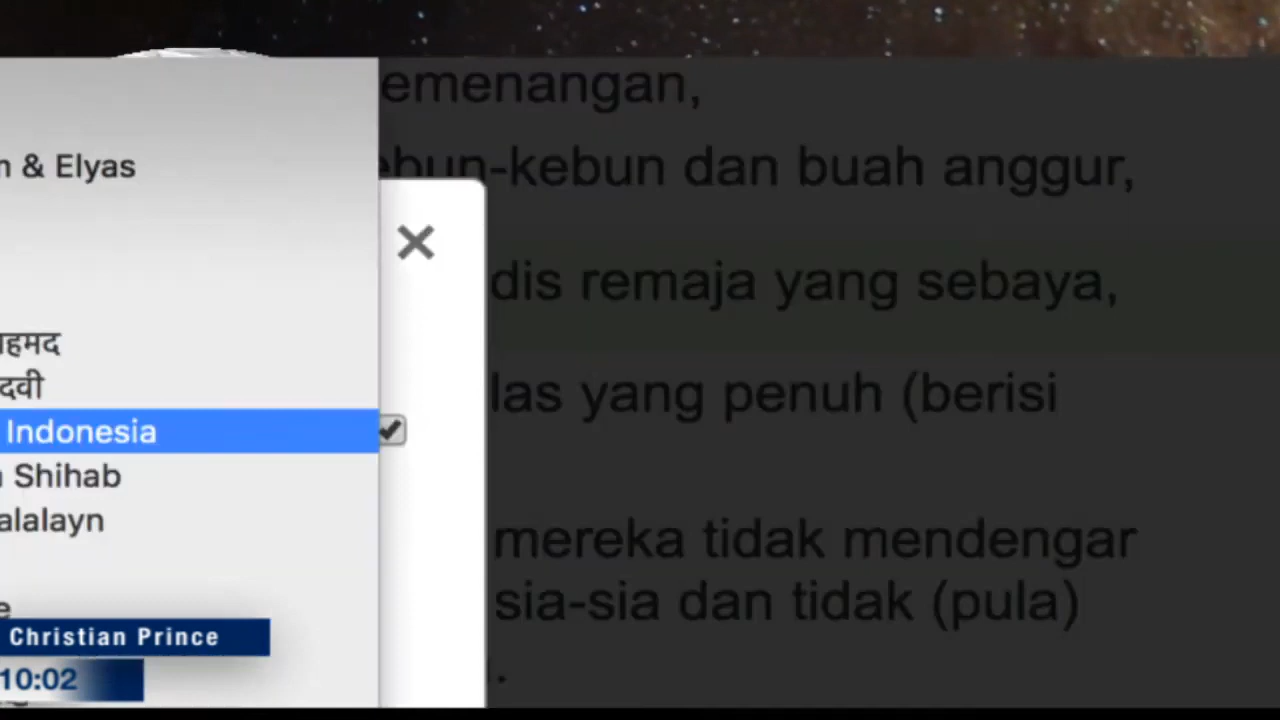 emenangan,
ebun-kebun dan buah anggur,
dis remaja yang sebaya,
las yang penuh (berisi
mereka tidak mendengar
sia-sia dan tidak (pula)
.
n & Elyas
हमद
दवी
Indonesia
Shihab
alalayn
e
Christian Prince
10:02